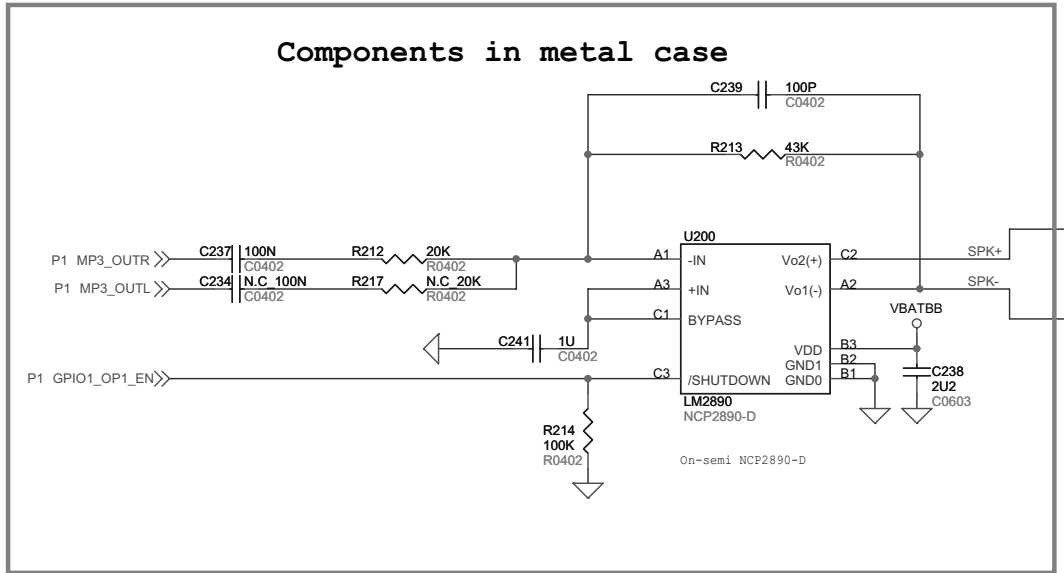 Components in metal case
C239 100P
C0402
R213 43K
R0402
U200
P1 MP3_OUTR C237 100N R212 20K A1 -IN Vo2(+) C2 SPK+
C0402 R0402
P1 MP3_OUTL C234 N.C_100N R217 N.C_20K A3 +IN Vo1(-) A2 SPK-
C0402 R0402
VBATBB
C1 BYPASS
C241 1U
C0402
VDD B3
GND1 B2
P1 GPIO1_OP1_EN C3 /SHUTDOWN GND0 B1
C238
2U2
C0603
LM2890
NCP2890-D
R214
100K
R0402
On-semi NCP2890-D